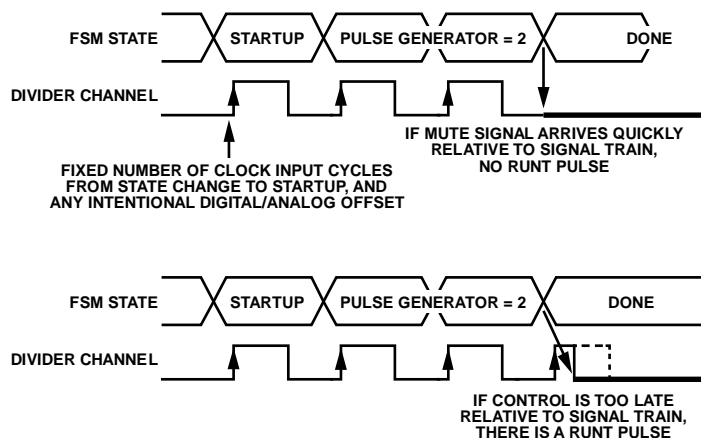 FSM STATE STARTUP PULSE GENERATOR = 2 DONE
DIVIDER CHANNEL
IF MUTE SIGNAL ARRIVES QUICKLY
RELATIVE TO SIGNAL TRAIN,
NO RUNT PULSE
FIXED NUMBER OF CLOCK INPUT CYCLES
FROM STATE CHANGE TO STARTUP, AND
ANY INTENTIONAL DIGITAL/ANALOG OFFSET
FSM STATE STARTUP PULSE GENERATOR = 2 DONE
DIVIDER CHANNEL
IF CONTROL IS TOO LATE
RELATIVE TO SIGNAL TRAIN,
THERE IS A RUNT PULSE